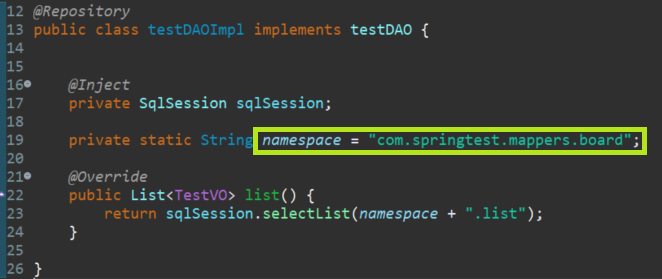 12 @Repository
13 public class testDAOImpl implements testDAO {
14
15
16 @Inject
17 private SqlSession sqlSession;
18
19 private static String namespace = "com.springtest.mappers.board";
20
21 @Override
22 public List<TestVO> list() {
23 return sqlSession.selectList(namespace + ".list");
24 }
25
26 }